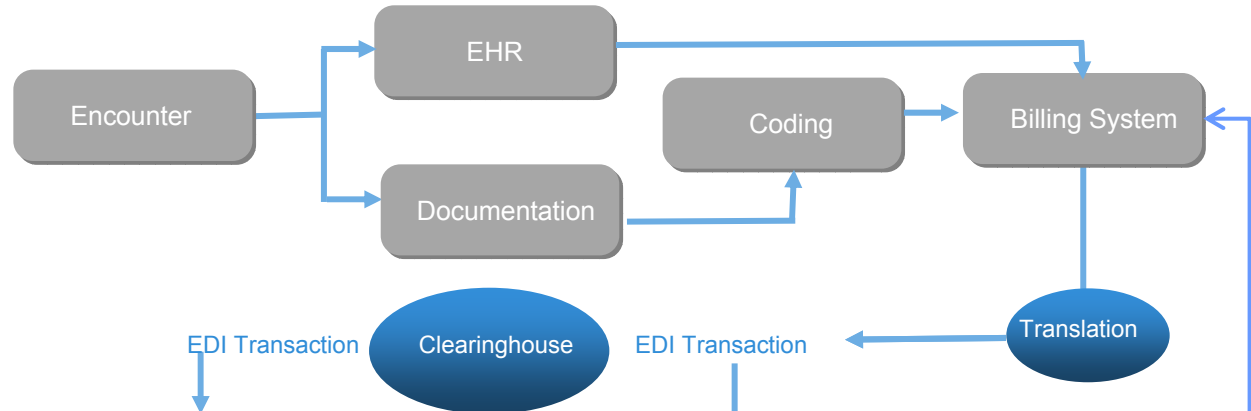 EHR
Encounter
Coding
Billing System
Documentation
EDI Transaction
Clearinghouse
EDI Transaction
Translation